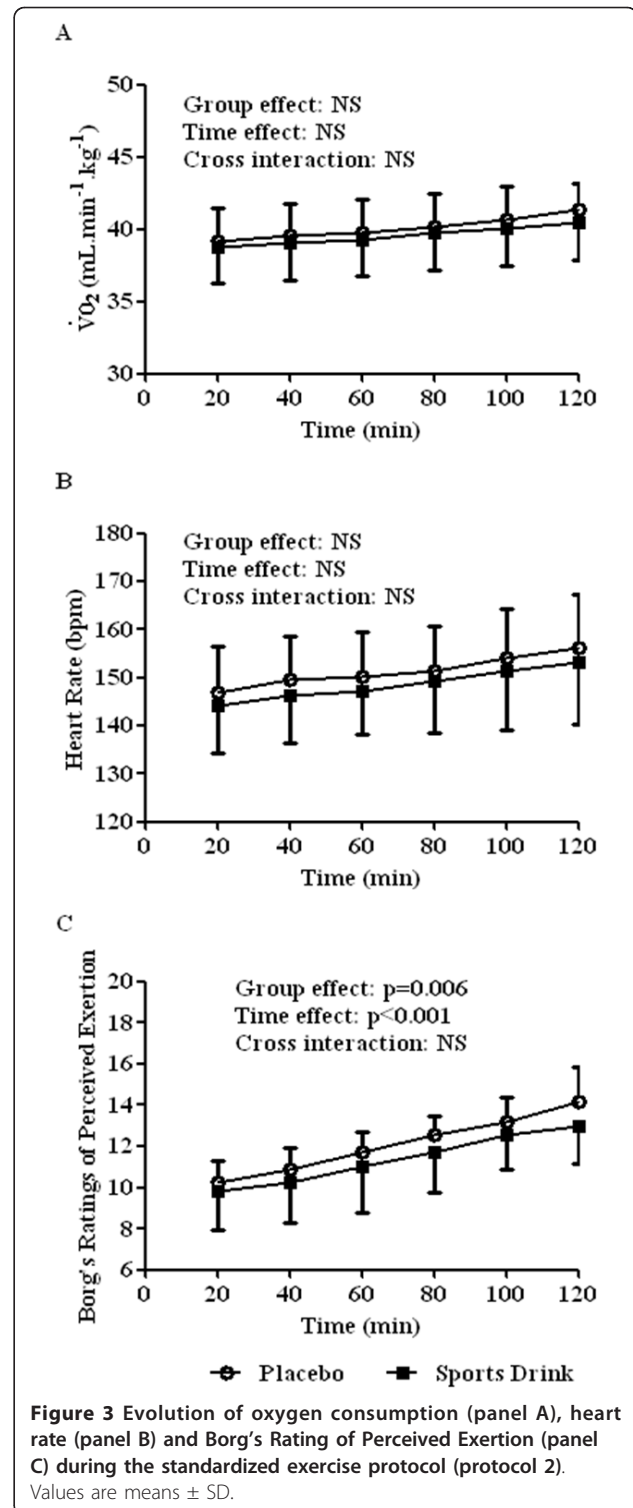 A
50
45
40
35
30
V̇O₂ (mL.min⁻¹.kg⁻¹)
Group effect: NS
Time effect: NS
Cross interaction: NS
0 20 40 60 80 100 120
Time (min)
B
180
170
160
150
140
130
120
Heart Rate (bpm)
Group effect: NS
Time effect: NS
Cross interaction: NS
0 20 40 60 80 100 120
Time (min)
C
20
18
16
14
12
10
8
6
Borg's Ratings of Perceived Exertion
Group effect: p=0.006
Time effect: p<0.001
Cross interaction: NS
0 20 40 60 80 100 120
Time (min)
Placebo Sports Drink
Figure 3 Evolution of oxygen consumption (panel A), heart
rate (panel B) and Borg's Rating of Perceived Exertion (panel
C) during the standardized exercise protocol (protocol 2).
Values are means ± SD.